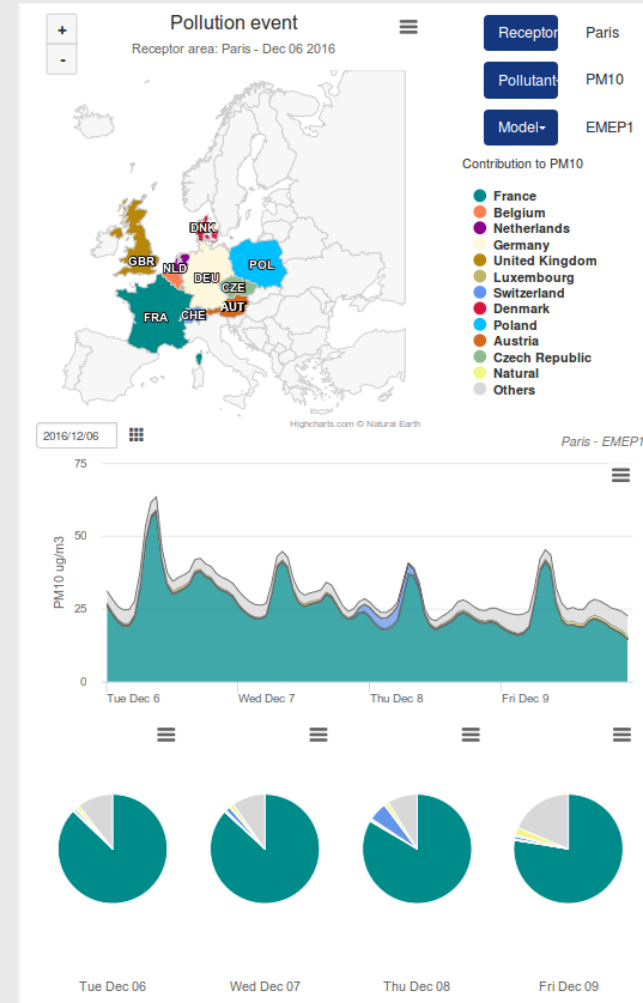 +
-
Pollution event
Receptor area: Paris - Dec 06 2016
Receptor
Paris
Pollutant
PM10
Model
EMEP1
Contribution to PM10
France
Belgium
Netherlands
Germany
United Kingdom
Luxembourg
Switzerland
Denmark
Poland
Austria
Czech Republic
Natural
Others
DNK
GBR
NLD
POL
DEU
CZE
AUT
FRA
CHE
Highcharts.com © Natural Earth
2016/12/06
Paris - EMEP1
75
50
25
0
PM10 ug/m3
Tue Dec 6
Wed Dec 7
Thu Dec 8
Fri Dec 9
Tue Dec 06
Wed Dec 07
Thu Dec 08
Fri Dec 09